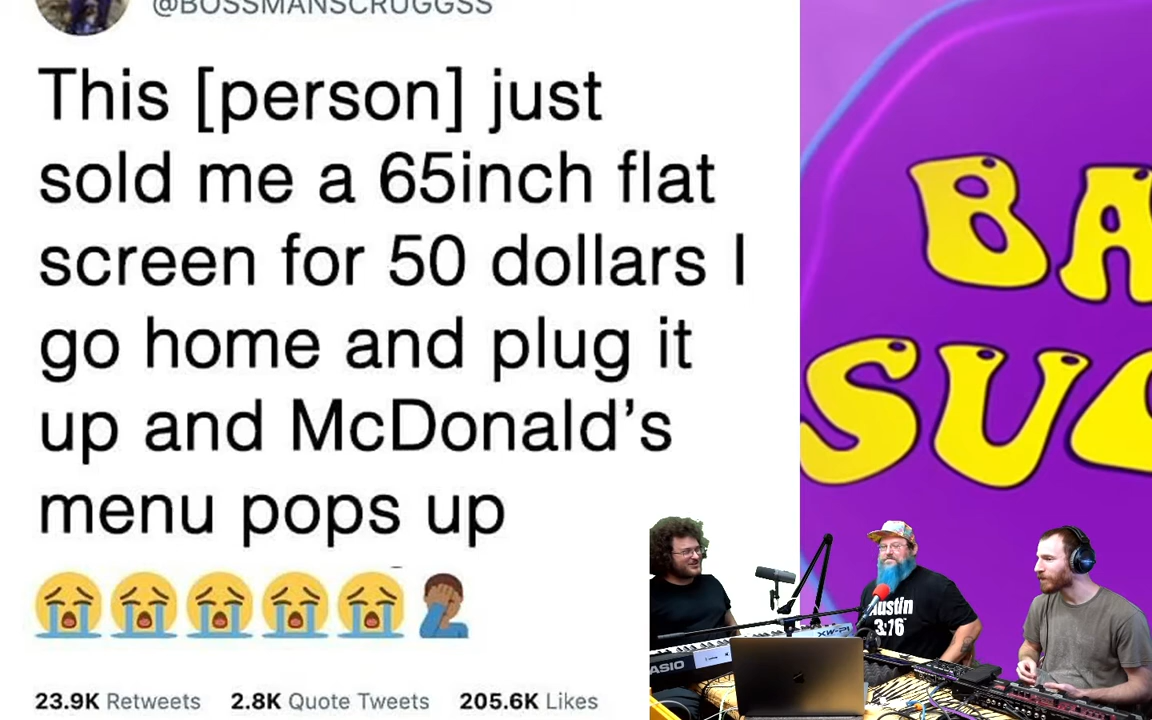 @BOSSMANSCRUGGSS
This [person] just
sold me a 65inch flat
screen for 50 dollars I
go home and plug it
up and McDonald’s
menu pops up
😭😭😭😭😭🤦🏾‍♂️
23.9K Retweets 2.8K Quote Tweets 205.6K Likes
BA
SU
Austin
3:16
CASIO
XW-P1